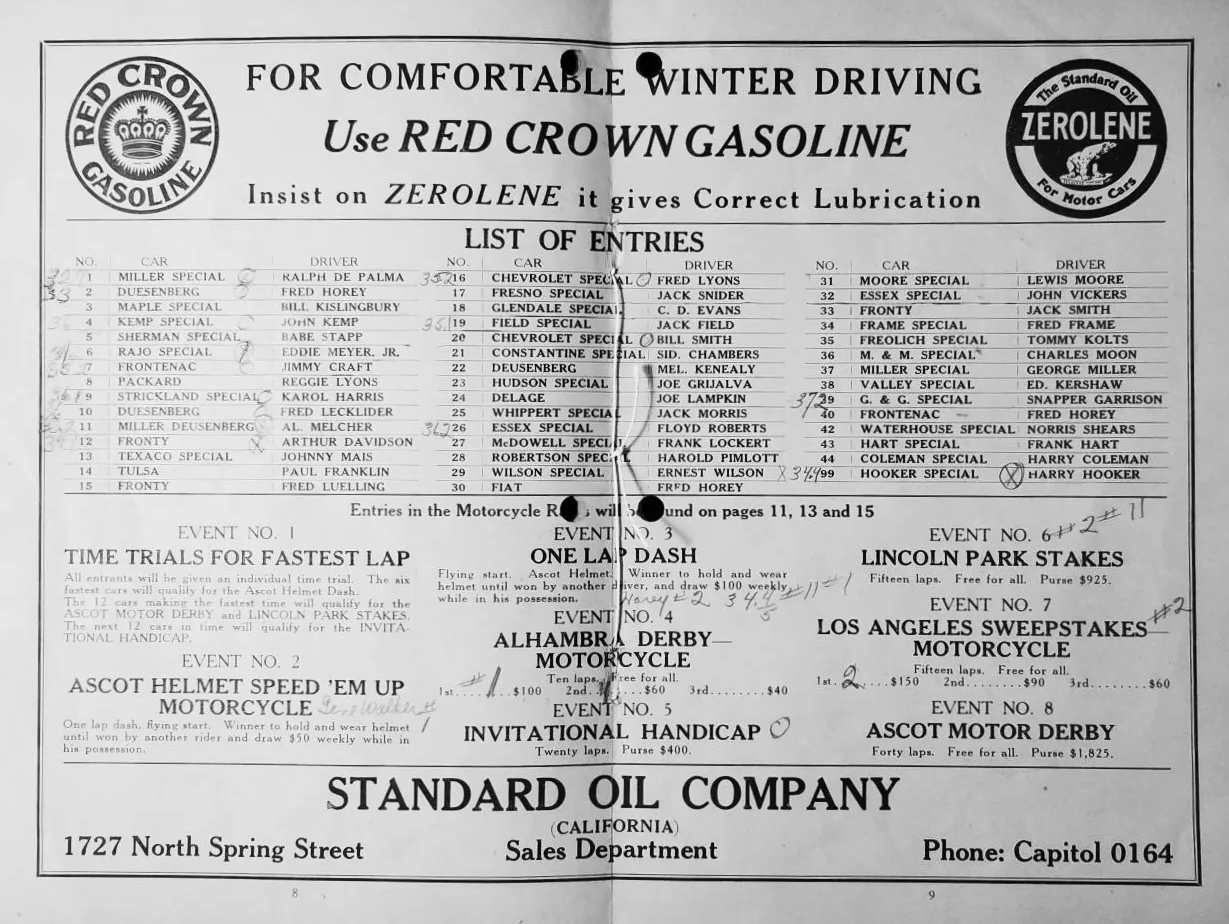 RED CROWN GASOLINE
FOR COMFORTABLE WINTER DRIVING
Use RED CROWN GASOLINE
Insist on ZEROLENE it gives Correct Lubrication
The Standard Oil
ZEROLENE
For Motor Cars
LIST OF ENTRIES
NO. CAR DRIVER
1 MILLER SPECIAL RALPH DE PALMA
2 DUESENBERG FRED HOREY
3 MAPLE SPECIAL BILL KISLINGBURY
4 KEMP SPECIAL JOHN KEMP
5 SHERMAN SPECIAL BABE STAPP
6 RAJO SPECIAL EDDIE MEYER, JR.
7 FRONTENAC JIMMY CRAFT
8 PACKARD REGGIE LYONS
9 STRICKLAND SPECIAL KAROL HARRIS
10 DUESENBERG FRED LECKLIDER
11 MILLER DEUSENBERG AL. MELCHER
12 FRONTY ARTHUR DAVIDSON
13 TEXACO SPECIAL JOHNNY MAIS
14 TULSA PAUL FRANKLIN
15 FRONTY FRED LUELLING
NO. CAR DRIVER
352 16 CHEVROLET SPECIAL O FRED LYONS
17 FRESNO SPECIAL JACK SNIDER
18 GLENDALE SPECIAL C. D. EVANS
351 19 FIELD SPECIAL JACK FIELD
20 CHEVROLET SPECIAL O BILL SMITH
21 CONSTANTINE SPECIAL SID. CHAMBERS
22 DEUSENBERG MEL. KENEALY
23 HUDSON SPECIAL JOE GRIJALVA
24 DELAGE JOE LAMPKIN
25 WHIPPERT SPECIAL JACK MORRIS
362 26 ESSEX SPECIAL FLOYD ROBERTS
27 McDOWELL SPECIAL FRANK LOCKERT
28 ROBERTSON SPECIAL HAROLD PIMLOTT
29 WILSON SPECIAL ERNEST WILSON
30 FIAT FRED HOREY
NO. CAR DRIVER
31 MOORE SPECIAL LEWIS MOORE
32 ESSEX SPECIAL JOHN VICKERS
33 FRONTY JACK SMITH
34 FRAME SPECIAL FRED FRAME
35 FREOLICH SPECIAL TOMMY KOLTS
36 M. & M. SPECIAL CHARLES MOON
37 MILLER SPECIAL GEORGE MILLER
38 VALLEY SPECIAL ED. KERSHAW
372 39 G. & G. SPECIAL SNAPPER GARRISON
40 FRONTENAC FRED HOREY
42 WATERHOUSE SPECIAL NORRIS SHEARS
43 HART SPECIAL FRANK HART
44 COLEMAN SPECIAL HARRY COLEMAN
X 344 99 HOOKER SPECIAL X HARRY HOOKER
Entries in the Motorcycle Races will be found on pages 11, 13 and 15
EVENT NO. 1
TIME TRIALS FOR FASTEST LAP
All entrants will be given an individual time trial. The six
fastest cars will qualify for the Ascot Helmet Dash.
The 12 cars making the fastest time will qualify for the
ASCOT MOTOR DERBY and LINCOLN PARK STAKES.
The next 12 cars in time will qualify for the INVITA-
TIONAL HANDICAP.
EVENT NO. 2
ASCOT HELMET SPEED 'EM UP
MOTORCYCLE Gene Walker #1
One lap dash, flying start. Winner to hold and wear helmet
until won by another rider and draw $50 weekly while in
his possession.
EVENT NO. 3
ONE LAP DASH
Flying start. Ascot Helmet. Winner to hold and wear
helmet until won by another driver, and draw $100 weekly
while in his possession. Horey #2 34 4/5 #11 #1
EVENT NO. 4
ALHAMBRA DERBY—
MOTORCYCLE
Ten laps. Free for all.
1st....# 1..$100 2nd........$60 3rd........$40
EVENT NO. 5
INVITATIONAL HANDICAP O
Twenty laps. Purse $400.
EVENT NO. 6 #2 #11
LINCOLN PARK STAKES
Fifteen laps. Free for all. Purse $925.
EVENT NO. 7 #2
LOS ANGELES SWEEPSTAKES—
MOTORCYCLE
Fifteen laps. Free for all.
1st..2......$150 2nd........$90 3rd........$60
EVENT NO. 8
ASCOT MOTOR DERBY
Forty laps. Free for all. Purse $1,825.
STANDARD OIL COMPANY
(CALIFORNIA)
1727 North Spring Street Sales Department Phone: Capitol 0164
8 9